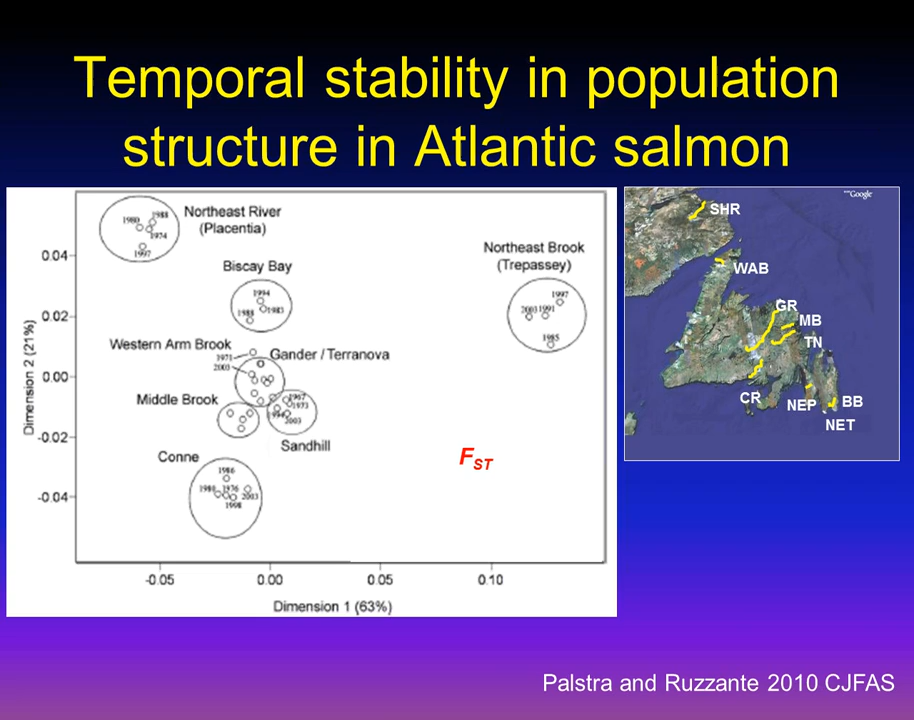 Temporal stability in population
structure in Atlantic salmon
Northeast River
(Placentia)
1980
1988
1974
1997
Biscay Bay
1994
1988
1983
Northeast Brook
(Trepassey)
1997
2003
1991
1985
Western Arm Brook
1971
2003
Gander / Terranova
Middle Brook
1967
1973
2003
Sandhill
Conne
1986
1976
2003
1998
F_ST
0.04
0.02
0.00
-0.02
-0.04
Dimension 2 (21%)
-0.05
0.00
0.05
0.10
Dimension 1 (63%)
Google
SHR
WAB
GR
MB
TN
CR
NEP
BB
NET
Palstra and Ruzzante 2010 CJFAS